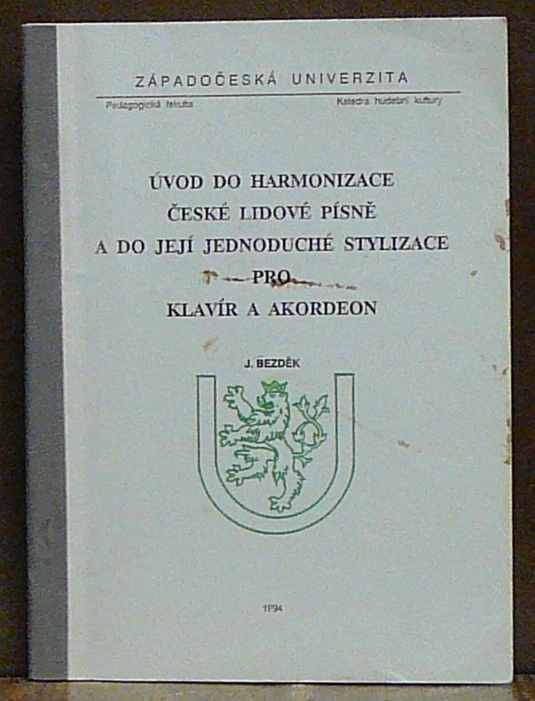 ZÁPADOČESKÁ UNIVERZITA
Pedagogická fakulta
Katedra hudební kultury
ÚVOD DO HARMONIZACE
ČESKÉ LIDOVÉ PÍSNĚ
A DO JEJÍ JEDNODUCHÉ STYLIZACE
PRO
KLAVÍR A AKORDEON
J. BEZDĚK
1994